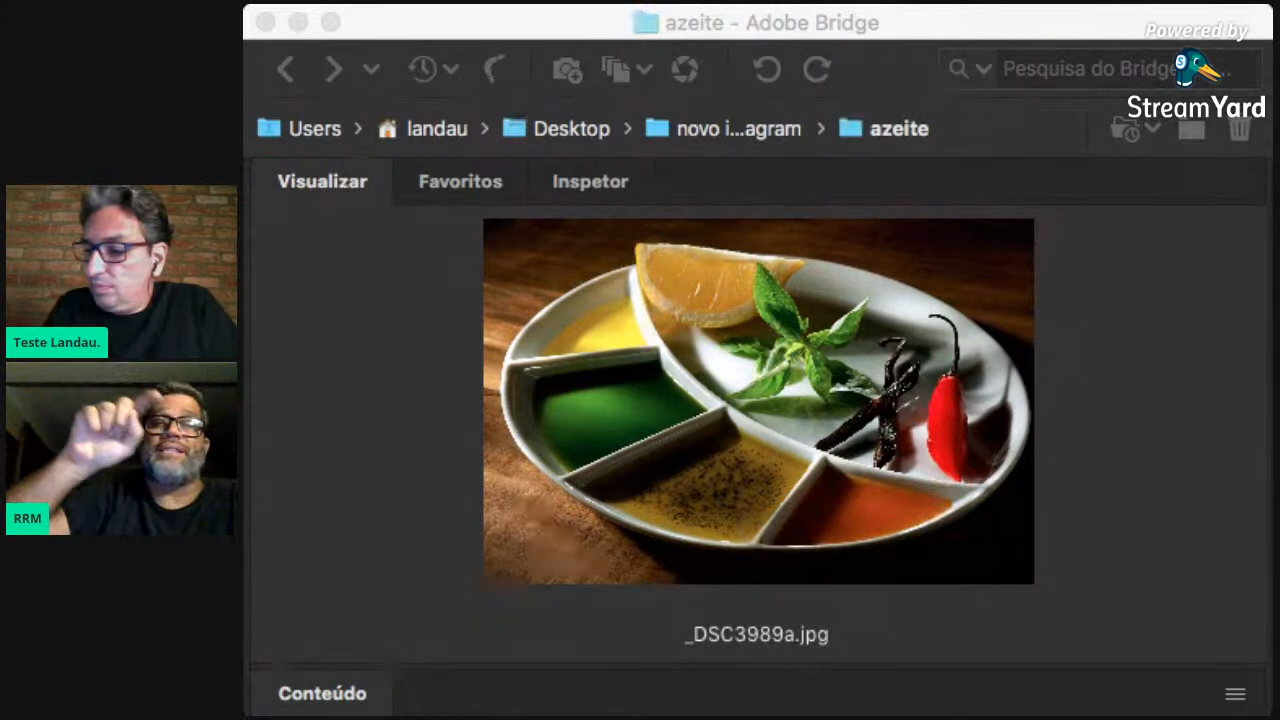 azeite - Adobe Bridge
Powered by
StreamYard
Pesquisa do Bridge
Users > landau > Desktop > novo i...agram > azeite
Visualizar Favoritos Inspetor
Teste Landau.
RRM
_DSC3989a.jpg
Conteúdo